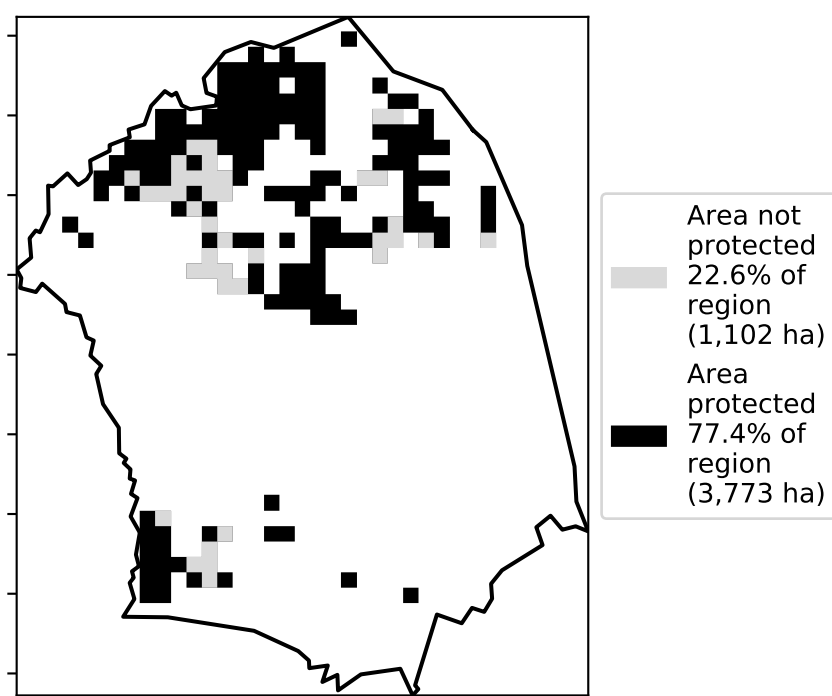 Area not
protected
22.6% of
region
(1,102 ha)
Area
protected
77.4% of
region
(3,773 ha)